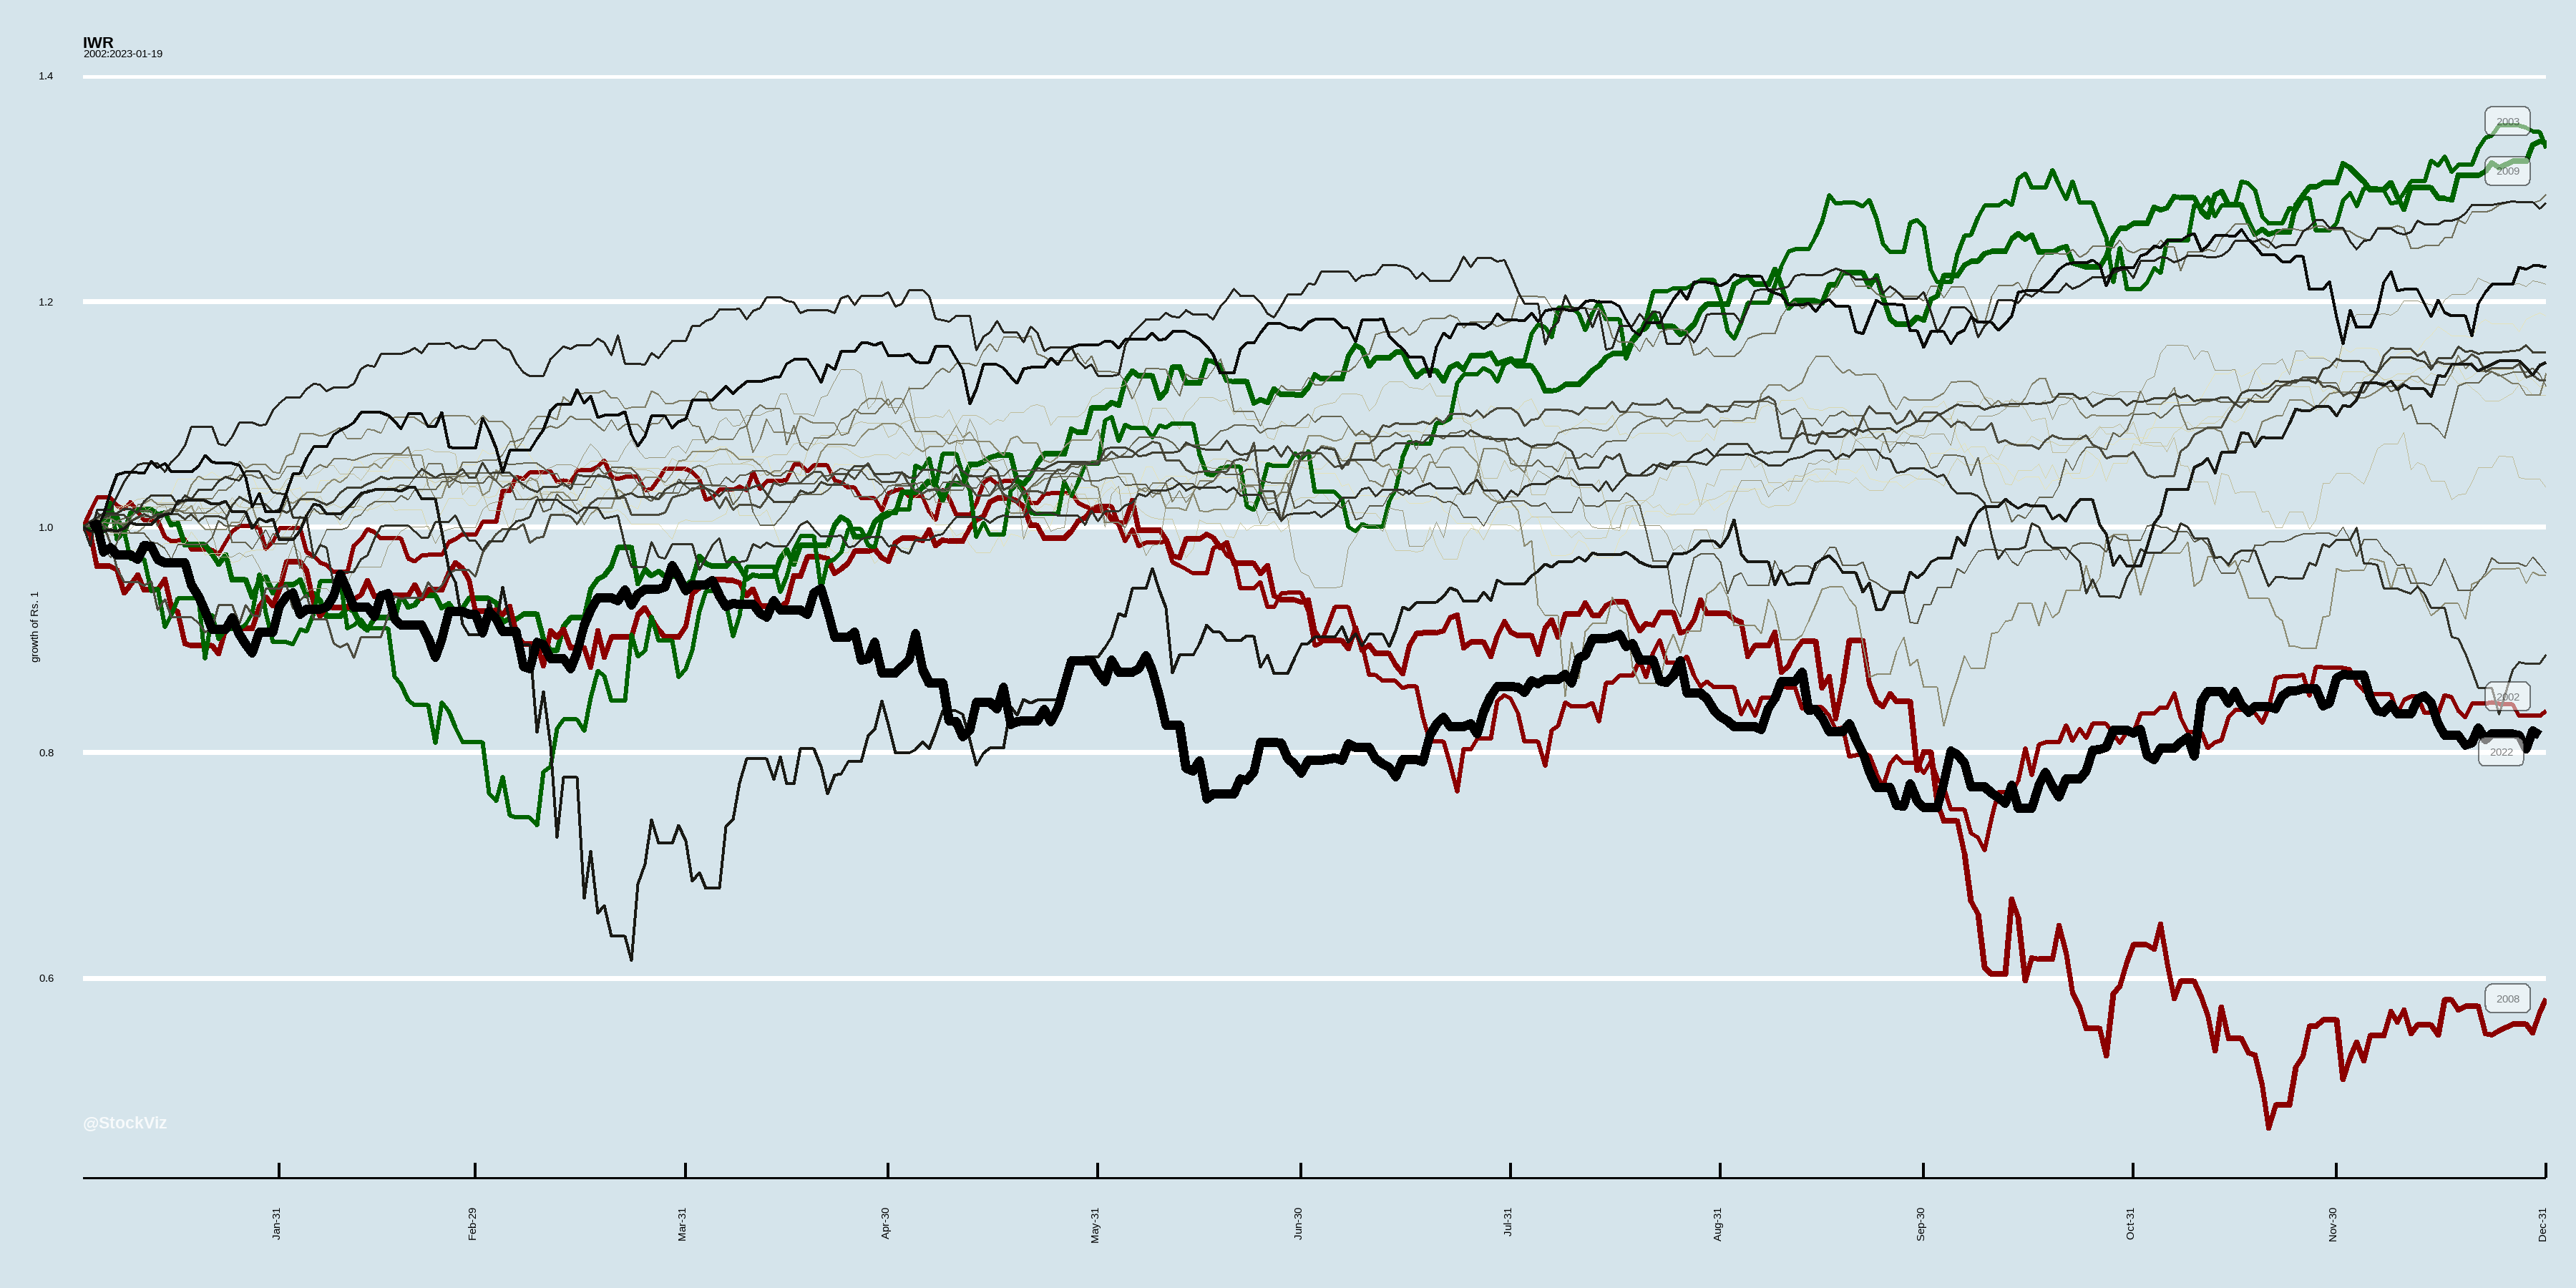 IWR
2002:2023-01-19
1.4
2003
2009
1.2
1.0
growth of Rs. 1
2002
0.8
2022
0.6
2008
@StockViz
Jan-31
Feb-29
Mar-31
Apr-30
May-31
Jun-30
Jul-31
Aug-31
Sep-30
Oct-31
Nov-30
Dec-31